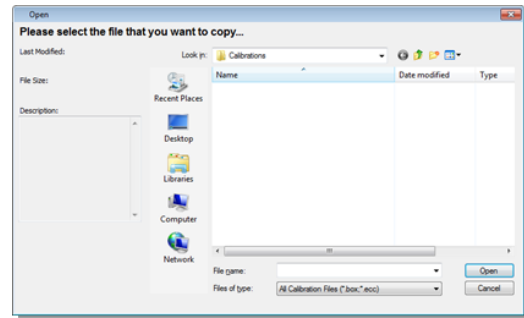 Open
Please select the file that you want to copy...
Last Modified:
File Size:
Description:
Look in:
Calibrations
Recent Places
Desktop
Libraries
Computer
Network
Name
Date modified
Type
File name:
Open
Files of type:
All Calibration Files (*.box;*.ecc)
Cancel